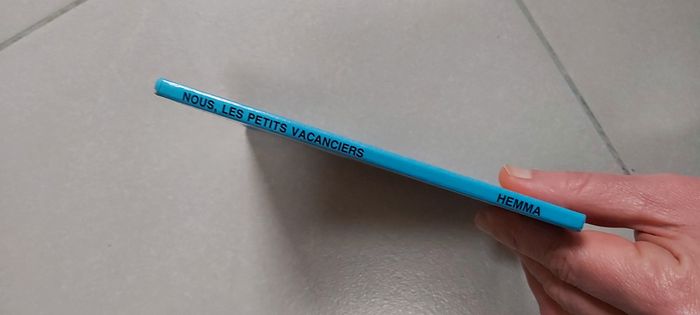 NOUS, LES PETITS VACANCIERS
HEMMA